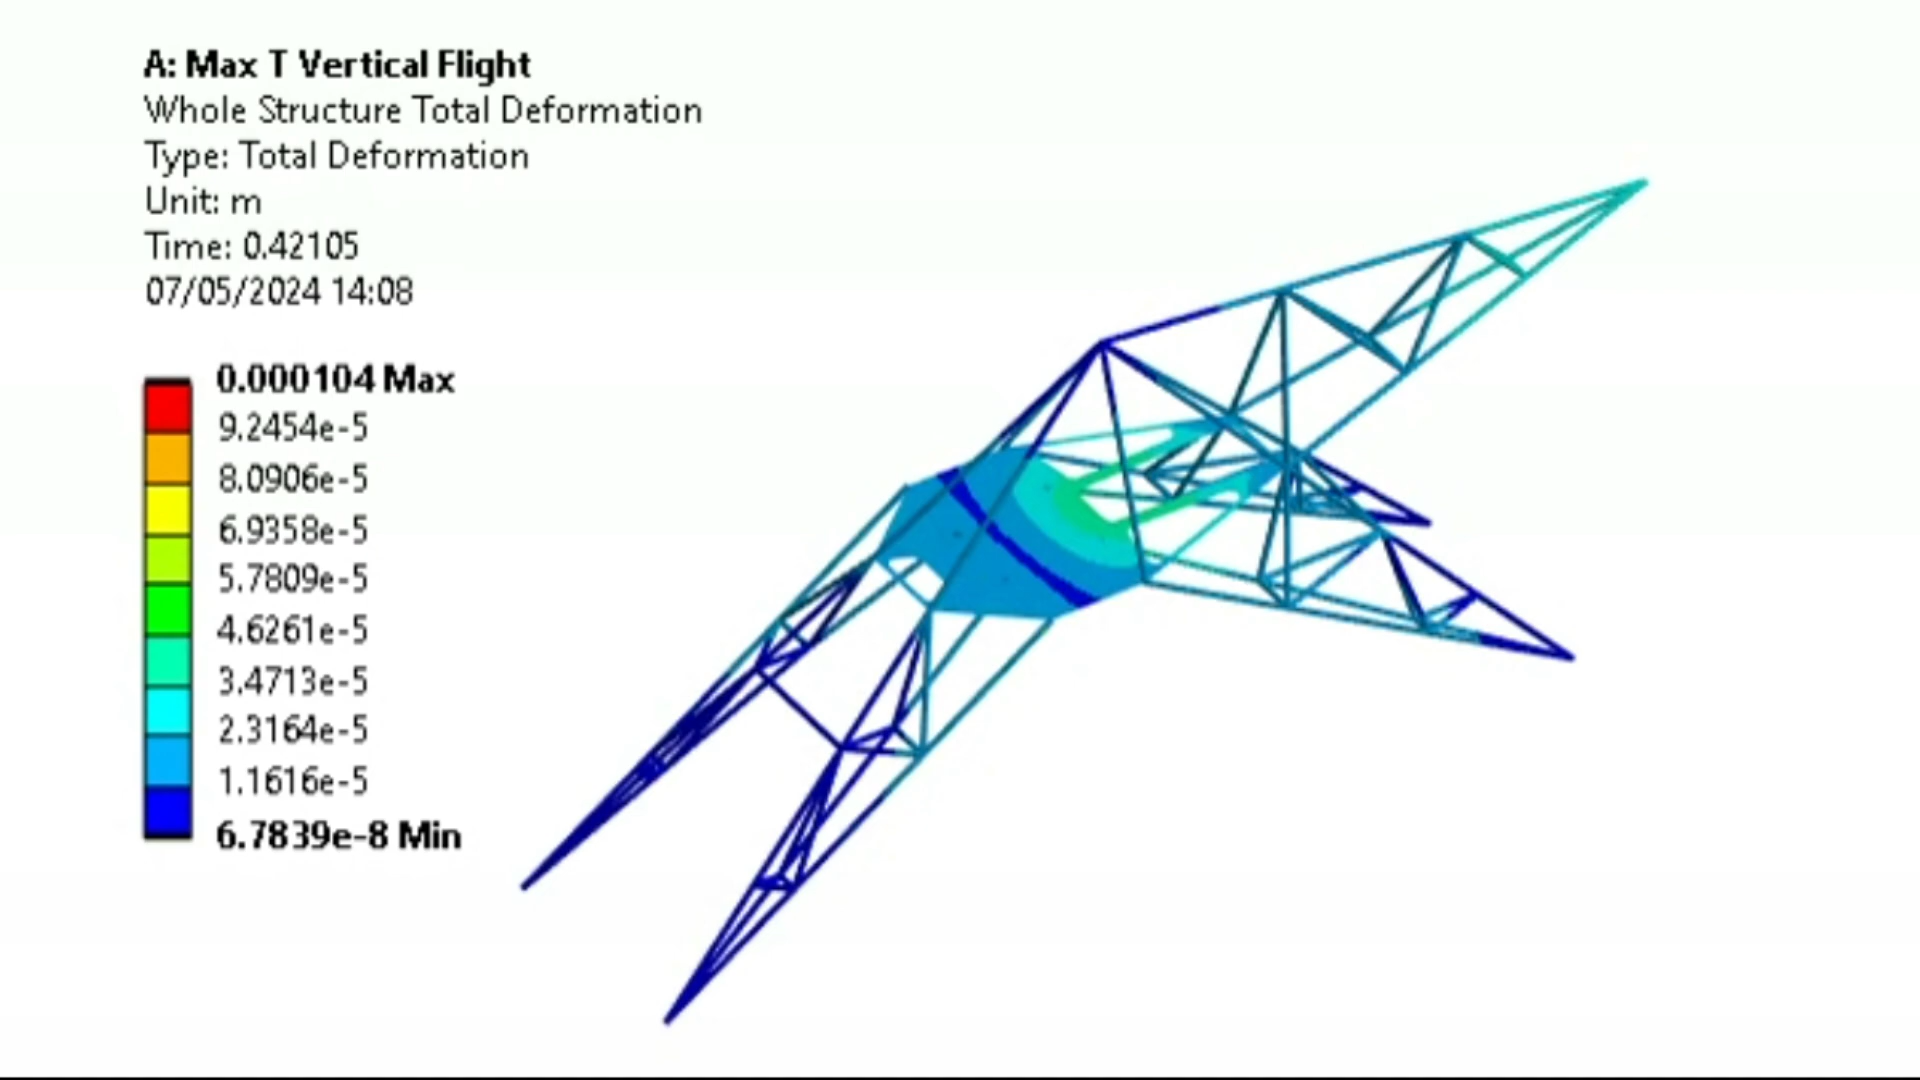 A: Max T Vertical Flight
Whole Structure Total Deformation
Type: Total Deformation
Unit: m
Time: 0.42105
07/05/2024 14:08
0.000104 Max
9.2454e-5
8.0906e-5
6.9358e-5
5.7809e-5
4.6261e-5
3.4713e-5
2.3164e-5
1.1616e-5
6.7839e-8 Min